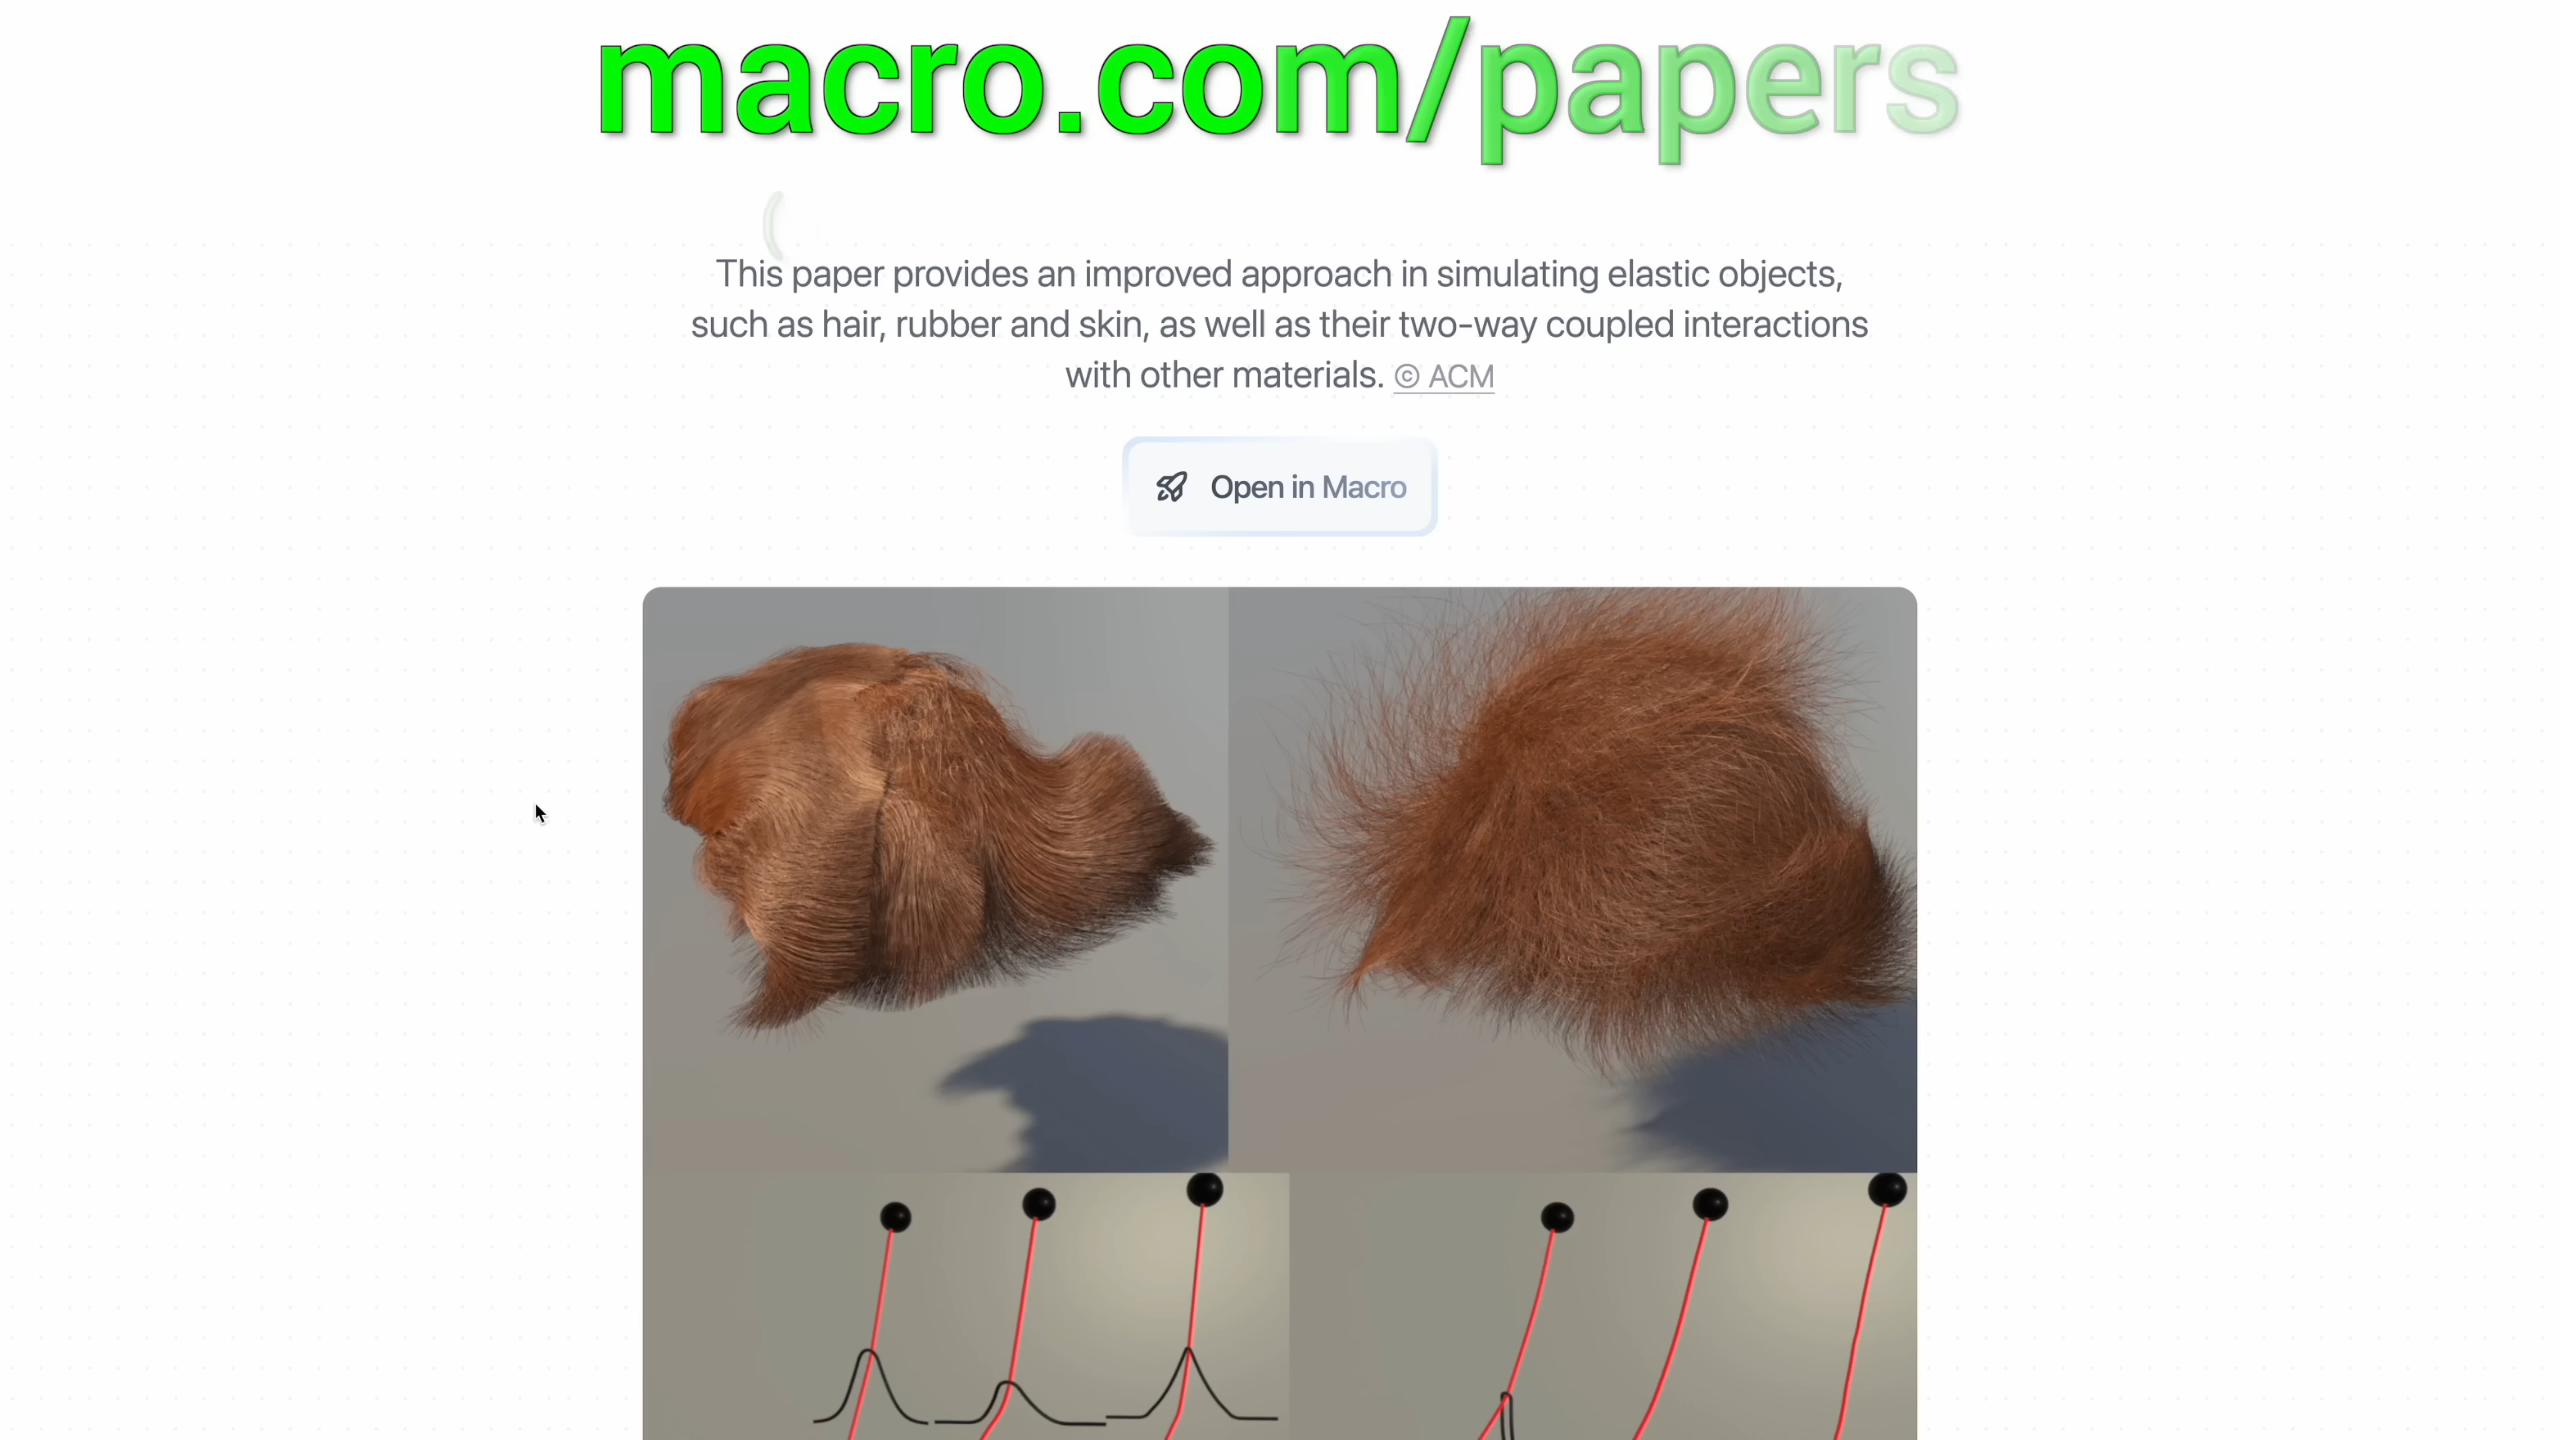 macro.com/papers
(
This paper provides an improved approach in simulating elastic objects,
such as hair, rubber and skin, as well as their two-way coupled interactions
with other materials. © ACM
Open in Macro